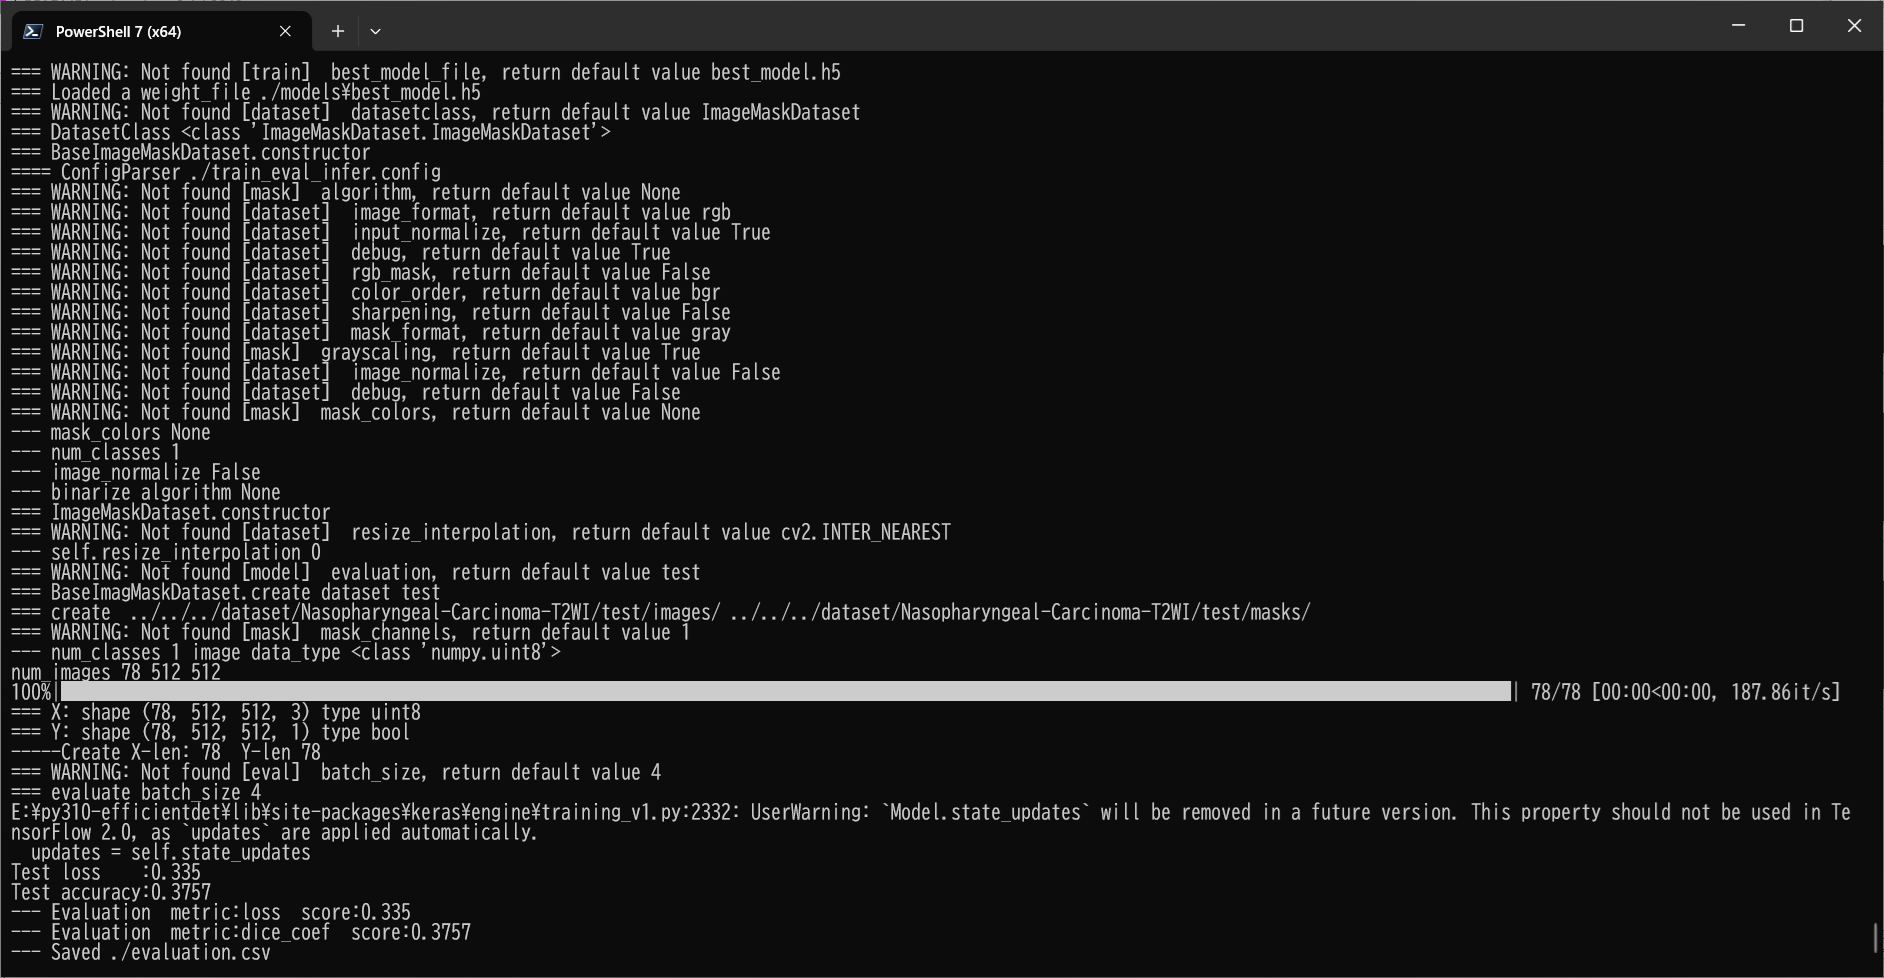 PowerShell 7 (x64)
=== WARNING: Not found [train]  best_model_file, return default value best_model.h5
=== Loaded a weight_file ./models¥best_model.h5
=== WARNING: Not found [dataset]  datasetclass, return default value ImageMaskDataset
=== DatasetClass <class 'ImageMaskDataset.ImageMaskDataset'>
=== BaseImageMaskDataset.constructor
==== ConfigParser ./train_eval_infer.config
=== WARNING: Not found [mask]  algorithm, return default value None
=== WARNING: Not found [dataset]  image_format, return default value rgb
=== WARNING: Not found [dataset]  input_normalize, return default value True
=== WARNING: Not found [dataset]  debug, return default value True
=== WARNING: Not found [dataset]  rgb_mask, return default value False
=== WARNING: Not found [dataset]  color_order, return default value bgr
=== WARNING: Not found [dataset]  sharpening, return default value False
=== WARNING: Not found [dataset]  mask_format, return default value gray
=== WARNING: Not found [mask]  grayscaling, return default value True
=== WARNING: Not found [dataset]  image_normalize, return default value False
=== WARNING: Not found [dataset]  debug, return default value False
=== WARNING: Not found [mask]  mask_colors, return default value None
--- mask_colors None
--- num_classes 1
--- image_normalize False
--- binarize algorithm None
=== ImageMaskDataset.constructor
=== WARNING: Not found [dataset]  resize_interpolation, return default value cv2.INTER_NEAREST
--- self.resize_interpolation 0
=== WARNING: Not found [model]  evaluation, return default value test
=== BaseImagMaskDataset.create dataset test
=== create  ../../../dataset/Nasopharyngeal-Carcinoma-T2WI/test/images/ ../../../dataset/Nasopharyngeal-Carcinoma-T2WI/test/masks/
=== WARNING: Not found [mask]  mask_channels, return default value 1
--- num_classes 1 image data_type <class 'numpy.uint8'>
num_images 78 512 512
100%| | 78/78 [00:00<00:00, 187.86it/s]
=== X: shape (78, 512, 512, 3) type uint8
=== Y: shape (78, 512, 512, 1) type bool
-----Create X-len: 78  Y-len 78
=== WARNING: Not found [eval]  batch_size, return default value 4
=== evaluate batch_size 4
E:¥py310-efficientdet¥lib¥site-packages¥keras¥engine¥training_v1.py:2332: UserWarning: `Model.state_updates` will be removed in a future version. This property should not be used in Te
nsorFlow 2.0, as `updates` are applied automatically.
  updates = self.state_updates
Test loss    :0.335
Test accuracy:0.3757
--- Evaluation  metric:loss  score:0.335
--- Evaluation  metric:dice_coef  score:0.3757
--- Saved ./evaluation.csv